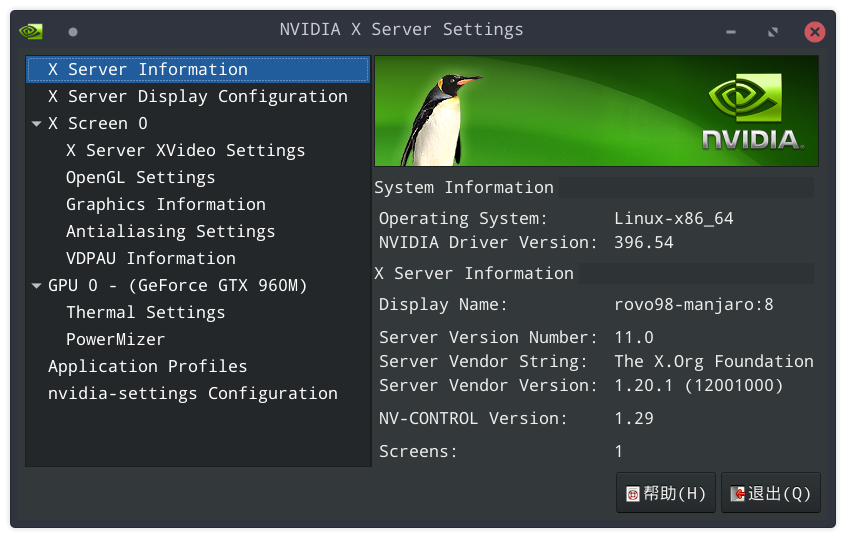 NVIDIA X Server Settings
X Server Information
X Server Display Configuration
X Screen 0
X Server XVideo Settings
OpenGL Settings
Graphics Information
Antialiasing Settings
VDPAU Information
GPU 0 - (GeForce GTX 960M)
Thermal Settings
PowerMizer
Application Profiles
nvidia-settings Configuration
NVIDIA.
System Information
Operating System: Linux-x86_64
NVIDIA Driver Version: 396.54
X Server Information
Display Name: rovo98-manjaro:8
Server Version Number: 11.0
Server Vendor String: The X.Org Foundation
Server Vendor Version: 1.20.1 (12001000)
NV-CONTROL Version: 1.29
Screens: 1
帮助(H) 退出(Q)